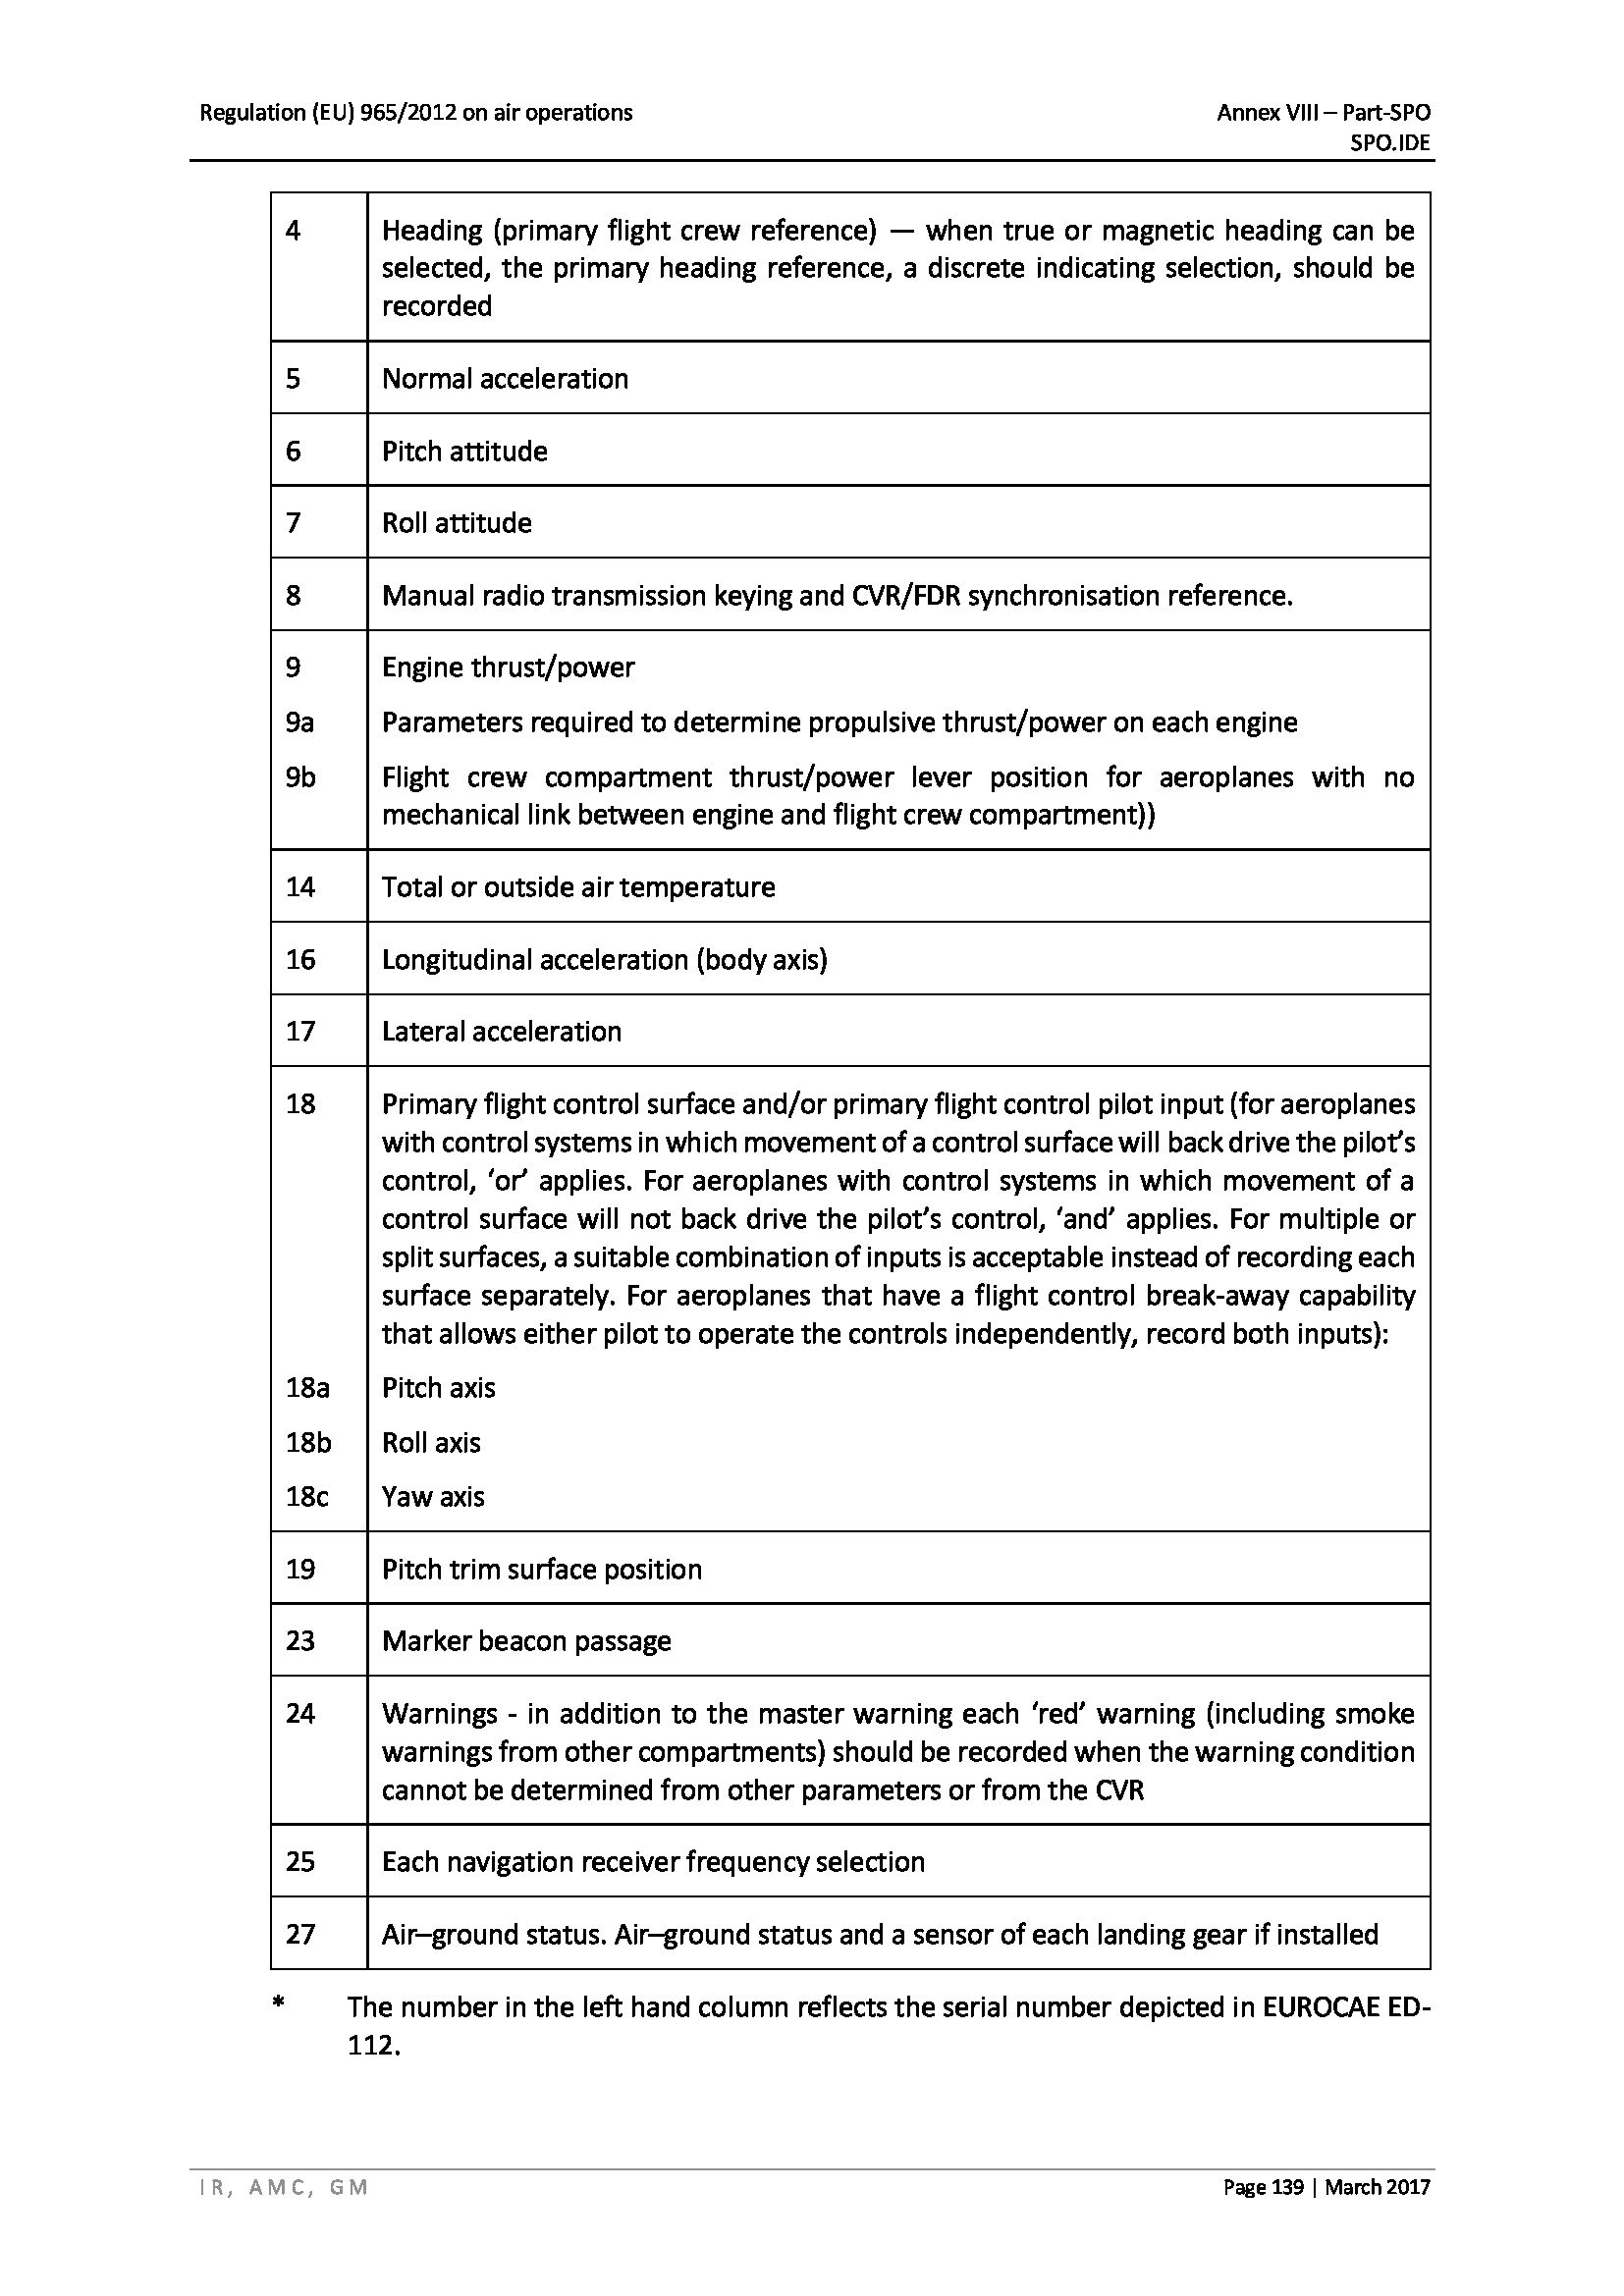 Regulation (EU) 965/2012 on air operations
Annex VIII – Part-SPO
SPO.IDE
4 Heading (primary flight crew reference) — when true or magnetic heading can be
selected, the primary heading reference, a discrete indicating selection, should be
recorded
5 Normal acceleration
6 Pitch attitude
7 Roll attitude
8 Manual radio transmission keying and CVR/FDR synchronisation reference.
9 Engine thrust/power
9a Parameters required to determine propulsive thrust/power on each engine
9b Flight crew compartment thrust/power lever position for aeroplanes with no
mechanical link between engine and flight crew compartment))
14 Total or outside air temperature
16 Longitudinal acceleration (body axis)
17 Lateral acceleration
18 Primary flight control surface and/or primary flight control pilot input (for aeroplanes
with control systems in which movement of a control surface will back drive the pilot’s
control, ‘or’ applies. For aeroplanes with control systems in which movement of a
control surface will not back drive the pilot’s control, ‘and’ applies. For multiple or
split surfaces, a suitable combination of inputs is acceptable instead of recording each
surface separately. For aeroplanes that have a flight control break-away capability
that allows either pilot to operate the controls independently, record both inputs):
18a Pitch axis
18b Roll axis
18c Yaw axis
19 Pitch trim surface position
23 Marker beacon passage
24 Warnings - in addition to the master warning each ‘red’ warning (including smoke
warnings from other compartments) should be recorded when the warning condition
cannot be determined from other parameters or from the CVR
25 Each navigation receiver frequency selection
27 Air–ground status. Air–ground status and a sensor of each landing gear if installed
* The number in the left hand column reflects the serial number depicted in EUROCAE ED-
112.
IR, AMC, GM
Page 139 | March 2017